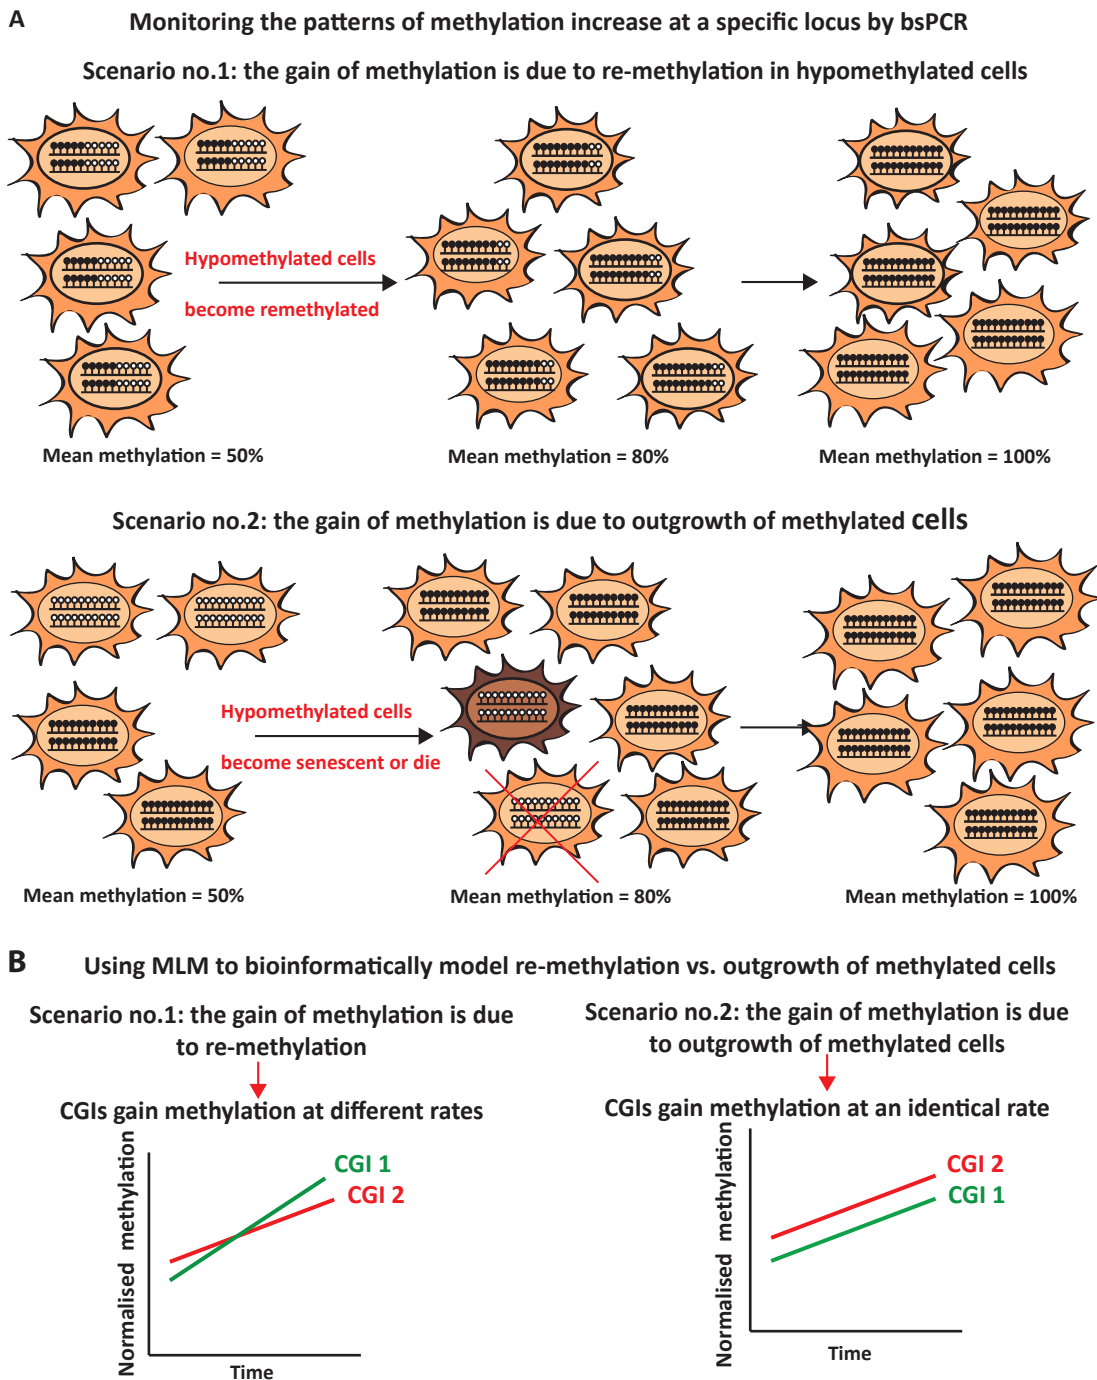 A
Monitoring the patterns of methylation increase at a specific locus by bsPCR
Scenario no.1: the gain of methylation is due to re-methylation in hypomethylated cells
Hypomethylated cells
become remethylated
Mean methylation = 50%
Mean methylation = 80%
Mean methylation = 100%
Scenario no.2: the gain of methylation is due to outgrowth of methylated cells
Hypomethylated cells
become senescent or die
Mean methylation = 50%
Mean methylation = 80%
Mean methylation = 100%
B
Using MLM to bioinformatically model re-methylation vs. outgrowth of methylated cells
Scenario no.1: the gain of methylation is due
to re-methylation
CGIs gain methylation at different rates
Normalised methylation
CGI 1
CGI 2
Time
Scenario no.2: the gain of methylation is due
to outgrowth of methylated cells
CGIs gain methylation at an identical rate
Normalised methylation
CGI 2
CGI 1
Time